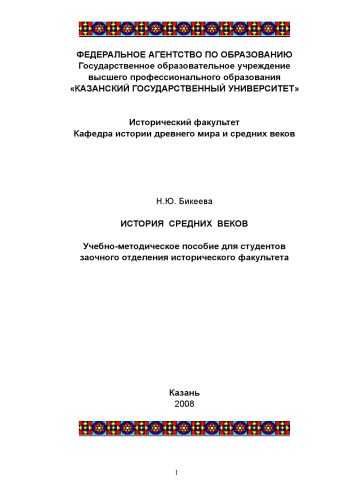 ФЕДЕРАЛЬНОЕ АГЕНТСТВО ПО ОБРАЗОВАНИЮ
Государственное образовательное учреждение
высшего профессионального образования
«КАЗАНСКИЙ ГОСУДАРСТВЕННЫЙ УНИВЕРСИТЕТ»
Исторический факультет
Кафедра истории древнего мира и средних веков
Н.Ю. Бикеева
ИСТОРИЯ СРЕДНИХ ВЕКОВ
Учебно-методическое пособие для студентов
заочного отделения исторического факультета
Казань
2008
1